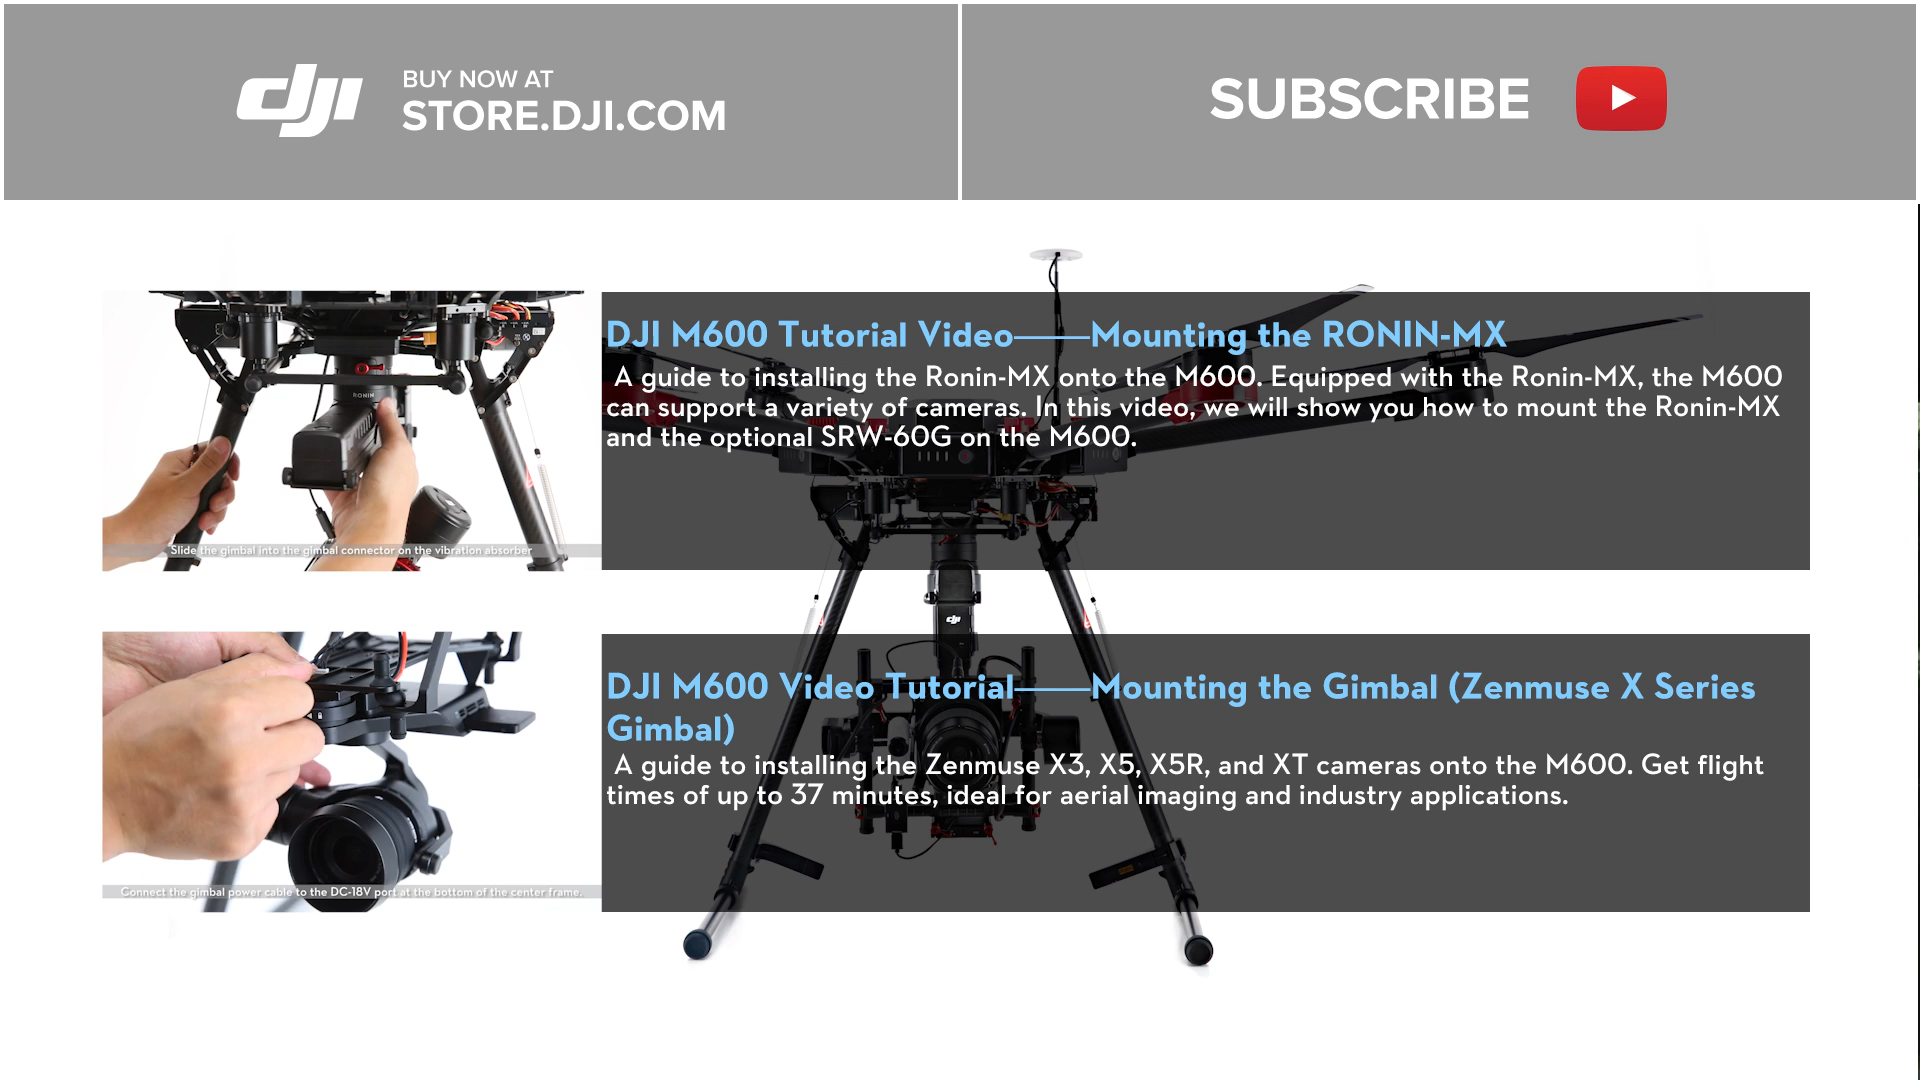 dji
BUY NOW AT
STORE.DJI.COM
SUBSCRIBE
DJI M600 Tutorial Video——Mounting the RONIN-MX
A guide to installing the Ronin-MX onto the M600. Equipped with the Ronin-MX, the M600
can support a variety of cameras. In this video, we will show you how to mount the Ronin-MX
and the optional SRW-60G on the M600.
RONIN
Slide the gimbal into the gimbal connector on the vibration absorber
dji
DJI M600 Video Tutorial——Mounting the Gimbal (Zenmuse X Series
Gimbal)
A guide to installing the Zenmuse X3, X5, X5R, and XT cameras onto the M600. Get flight
times of up to 37 minutes, ideal for aerial imaging and industry applications.
Connect the gimbal power cable to the DC-18V port at the bottom of the center frame.